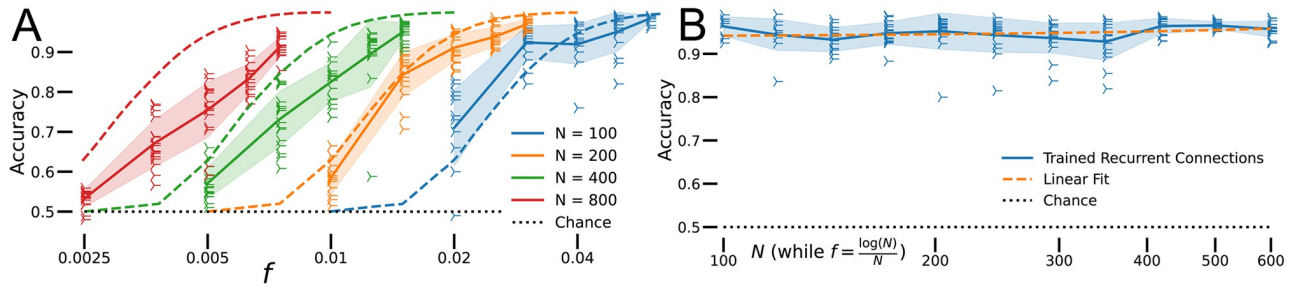 A
Accuracy
0.9
0.8
0.7
0.6
0.5
0.0025
0.005
0.01
0.02
0.04
f
N = 100
N = 200
N = 400
N = 800
Chance
B
Accuracy
0.9
0.8
0.7
0.6
0.5
100
200
300
400
500
600
N (while f = log(N)/N)
Trained Recurrent Connections
Linear Fit
Chance